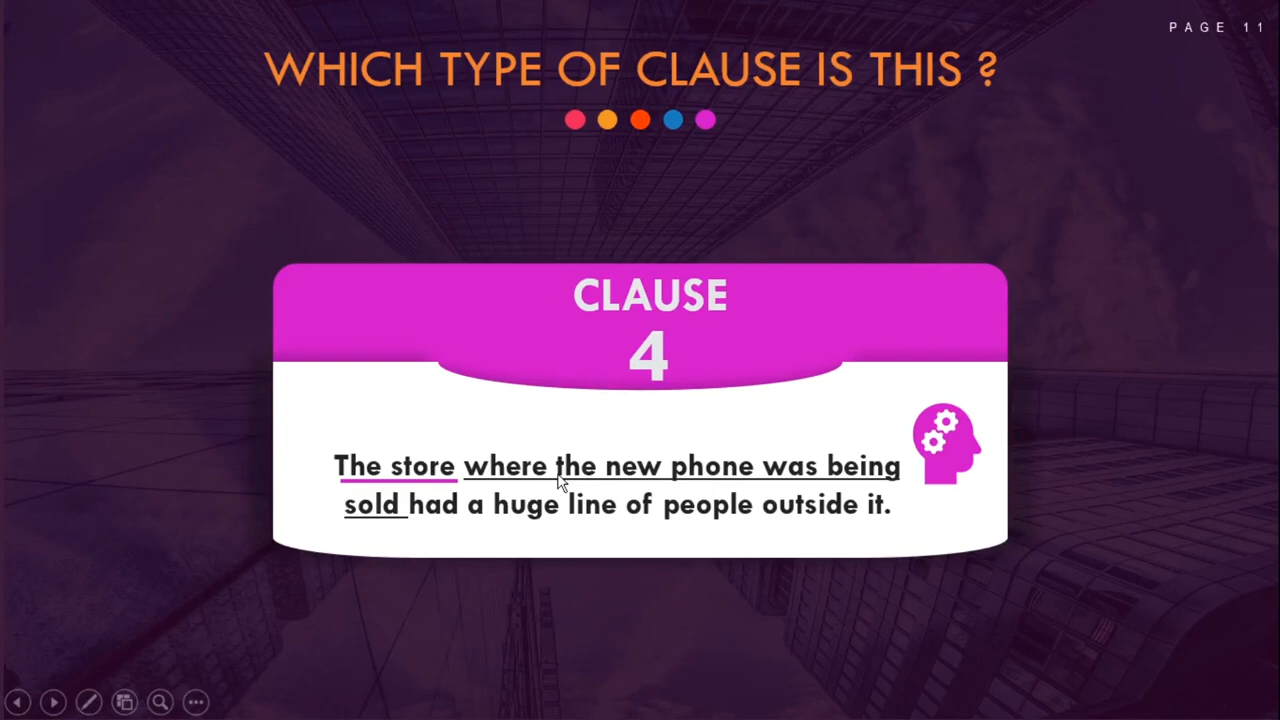 PAGE 11
WHICH TYPE OF CLAUSE IS THIS ?
CLAUSE
4
The store where the new phone was being
sold had a huge line of people outside it.